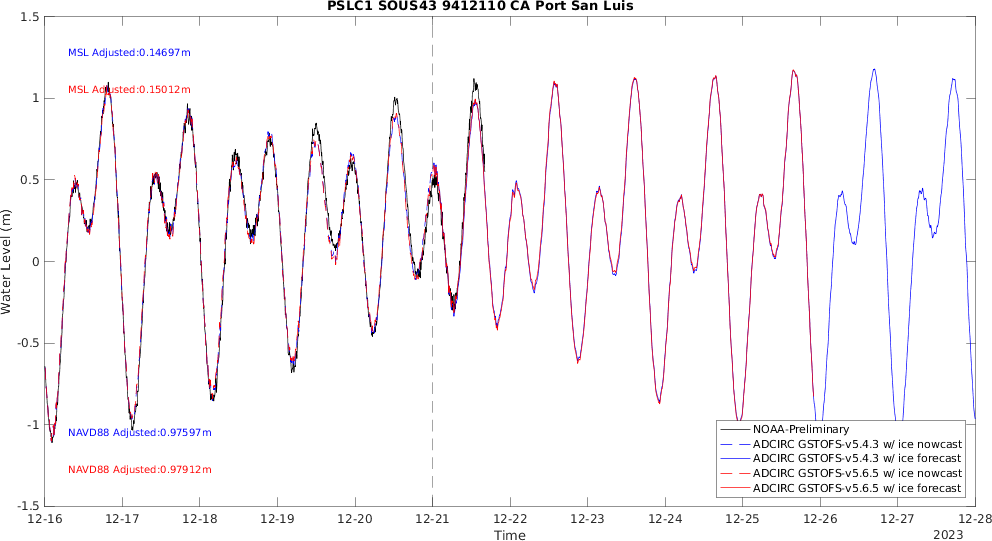 PSLC1 SOUS43 9412110 CA Port San Luis
1.5
MSL Adjusted:0.14697m
1
MSL Adjusted:0.15012m
0.5
Water Level (m)
0
-0.5
-1
NAVD88 Adjusted:0.97597m
NOAA-Preliminary
ADCIRC GSTOFS-v5.4.3 w/ ice nowcast
ADCIRC GSTOFS-v5.4.3 w/ ice forecast
NAVD88 Adjusted:0.97912m
ADCIRC GSTOFS-v5.6.5 w/ ice nowcast
ADCIRC GSTOFS-v5.6.5 w/ ice forecast
-1.5
12-16 12-17 12-18 12-19 12-20 12-21 12-22 12-23 12-24 12-25 12-26 12-27 12-28
Time
2023